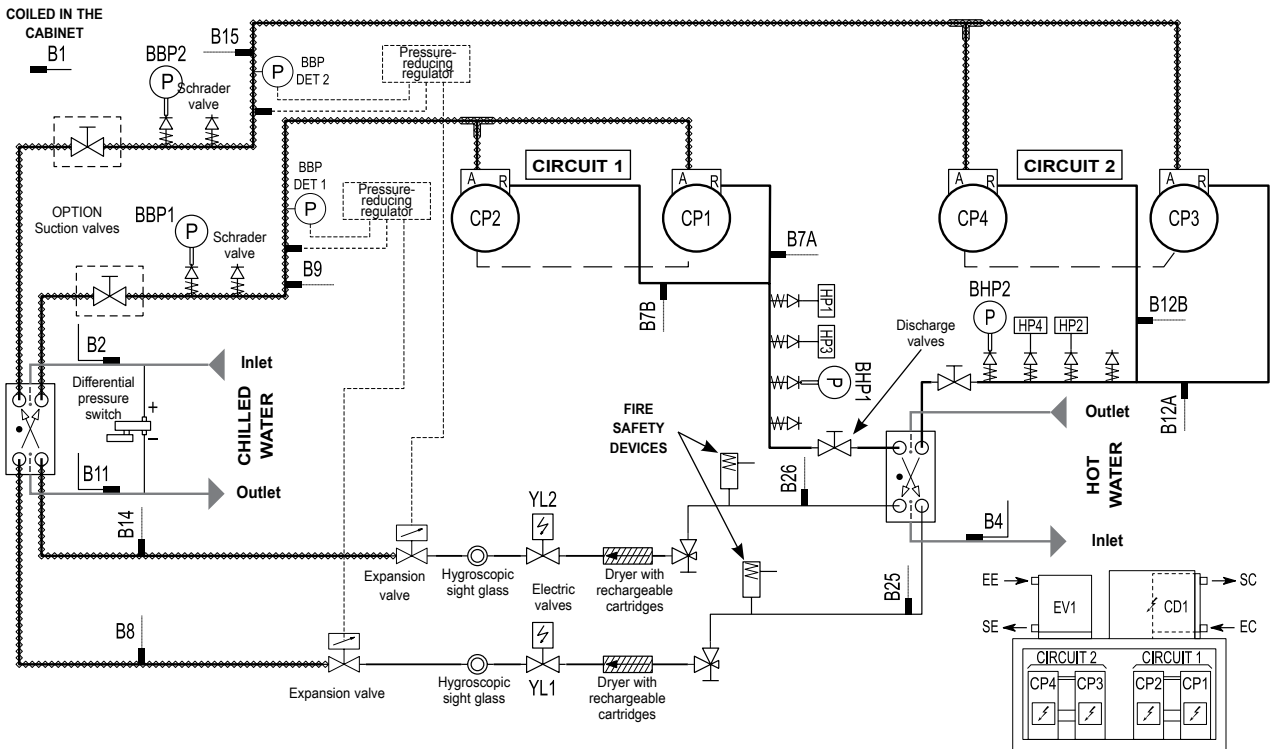 COILED IN THE
CABINET
B1
B15
BBP2
P
Schrader
valve
P
BBP
DET 2
Pressure-
reducing
regulator
BBP
DET 1
P
Pressure-
reducing
regulator
OPTION
Suction valves
BBP1
P
Schrader
valve
B9
CIRCUIT 1
A
R
CP2
A
R
CP1
CIRCUIT 2
A
R
CP4
A
R
CP3
B7A
B7B
HP1
HP3
BHP1
P
Discharge
valves
BHP2
P
HP4
HP2
B12B
B12A
B2
Inlet
Differential
pressure
switch
+
–
CHILLED
WATER
B11
Outlet
B14
FIRE
SAFETY
DEVICES
B26
Outlet
HOT
WATER
B4
Inlet
B25
YL2
Expansion
valve
Hygroscopic
sight glass
Electric
valves
Dryer with
rechargeable
cartridges
B8
Expansion valve
Hygroscopic
sight glass
YL1
Dryer with
rechargeable
cartridges
EE
SE
EV1
CD1
SC
EC
CIRCUIT 2
CIRCUIT 1
CP4
CP3
CP2
CP1